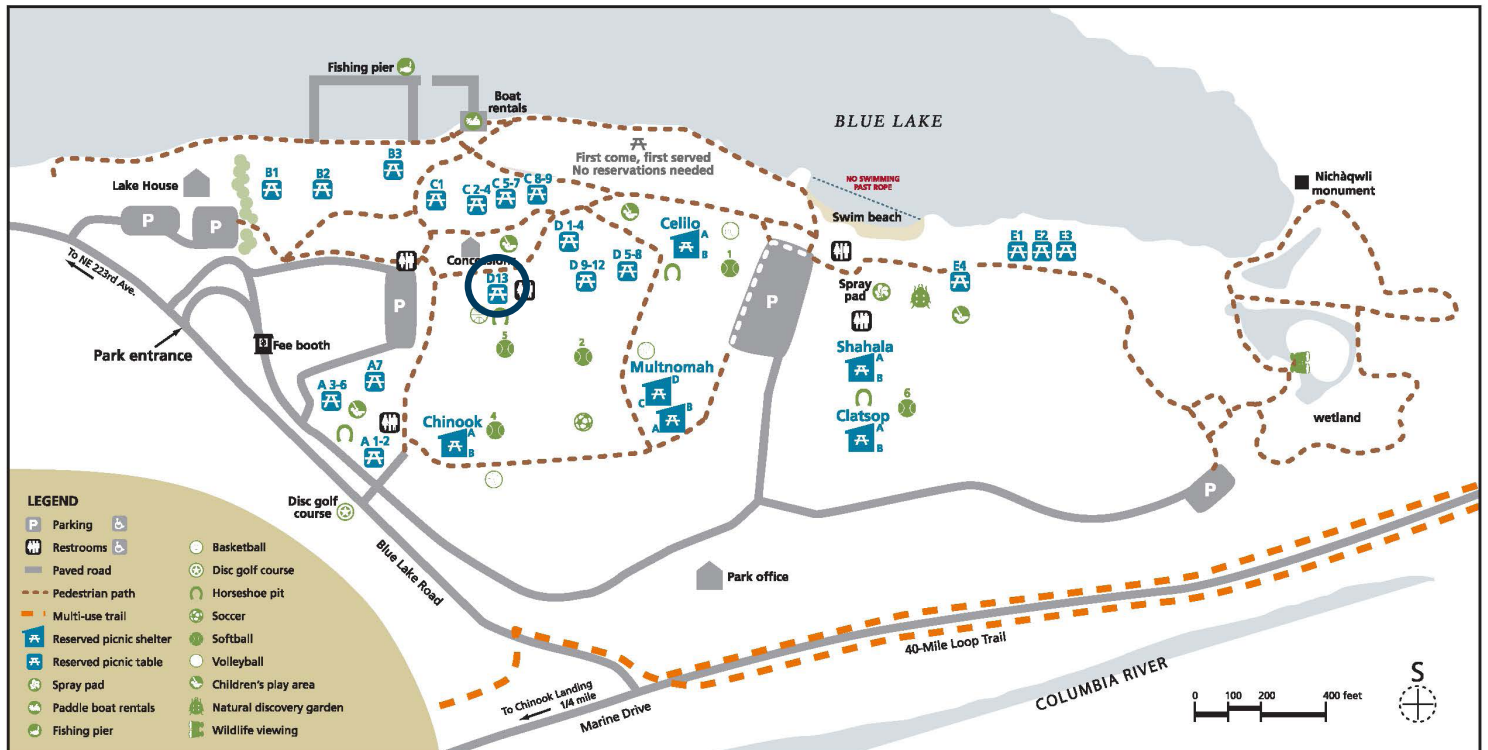 Fishing pier
Boat
rentals
BLUE LAKE
First come, first served
No reservations needed
NO SWIMMING
PAST ROPE
Nichàqwli
monument
Lake House
B1
B2
B3
C1
C 2-4
C 5-7
C 8-9
Swim beach
P
P
To NE 223rd Ave.
Concessions
D 1-4
D 5-8
D 9-12
D13
Celilo
A
B
1
E1
E2
E3
E4
P
P
Spray
pad
Park entrance
Fee booth
5
2
Shahala
A
B
A7
A 3-6
Multnomah
D
C
B
A
6
Clatsop
A
B
wetland
Chinook
A
B
4
A 1-2
P
Disc golf
course
Blue Lake Road
Park office
40-Mile Loop Trail
COLUMBIA RIVER
To Chinook Landing
1/4 mile
Marine Drive
0 100 200 400 feet
S
LEGEND
P Parking
Restrooms
Paved road
Pedestrian path
Multi-use trail
Reserved picnic shelter
Reserved picnic table
Spray pad
Paddle boat rentals
Fishing pier
Basketball
Disc golf course
Horseshoe pit
Soccer
Softball
Volleyball
Children's play area
Natural discovery garden
Wildlife viewing